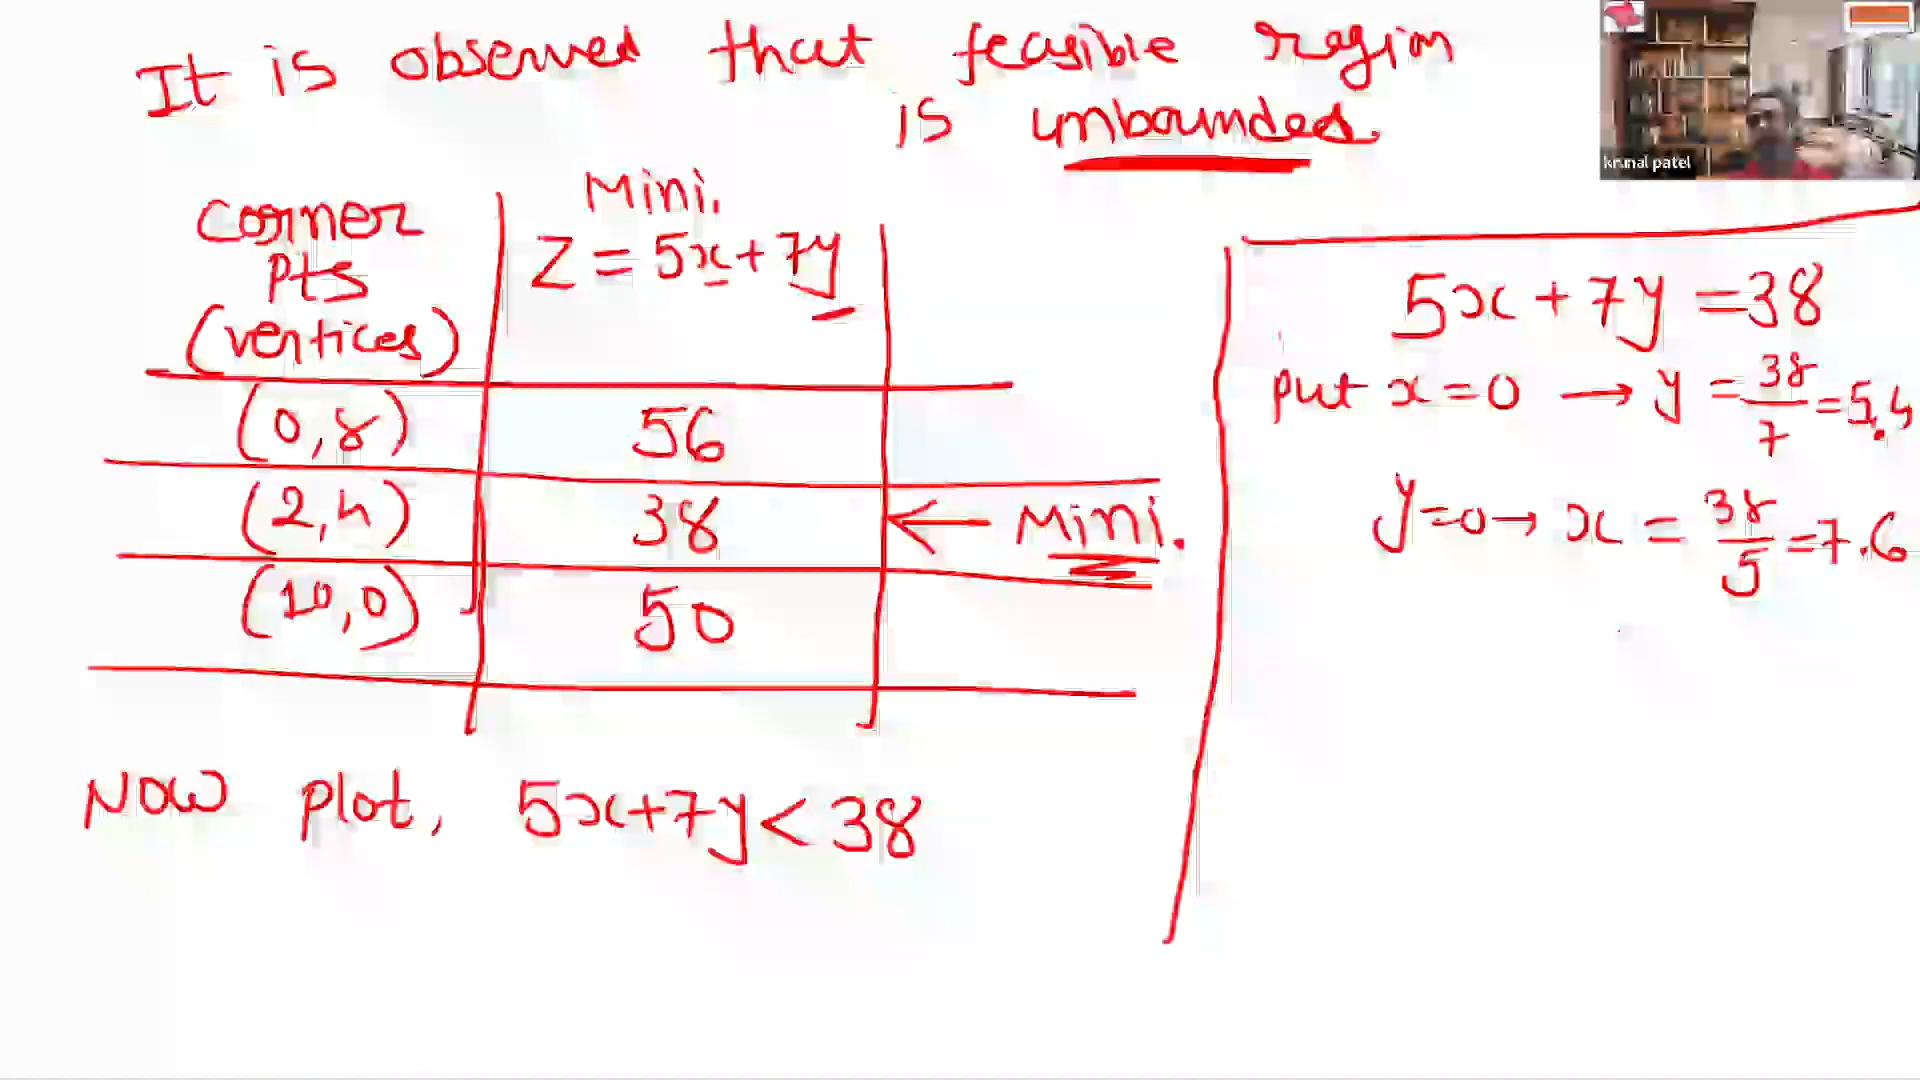 It is observed that feasible region
is unbounded.
Corner
Pts
(vertices)
Mini.
Z = 5x + 7y
(0,8) 56
(2,4) 38 ← Mini.
(10,0) 50
Now plot, 5x+7y<38
krunal patel
5x + 7y = 38
Put x = 0 → y = 38/7 = 5.4
y=0 → x = 38/5 = 7.6